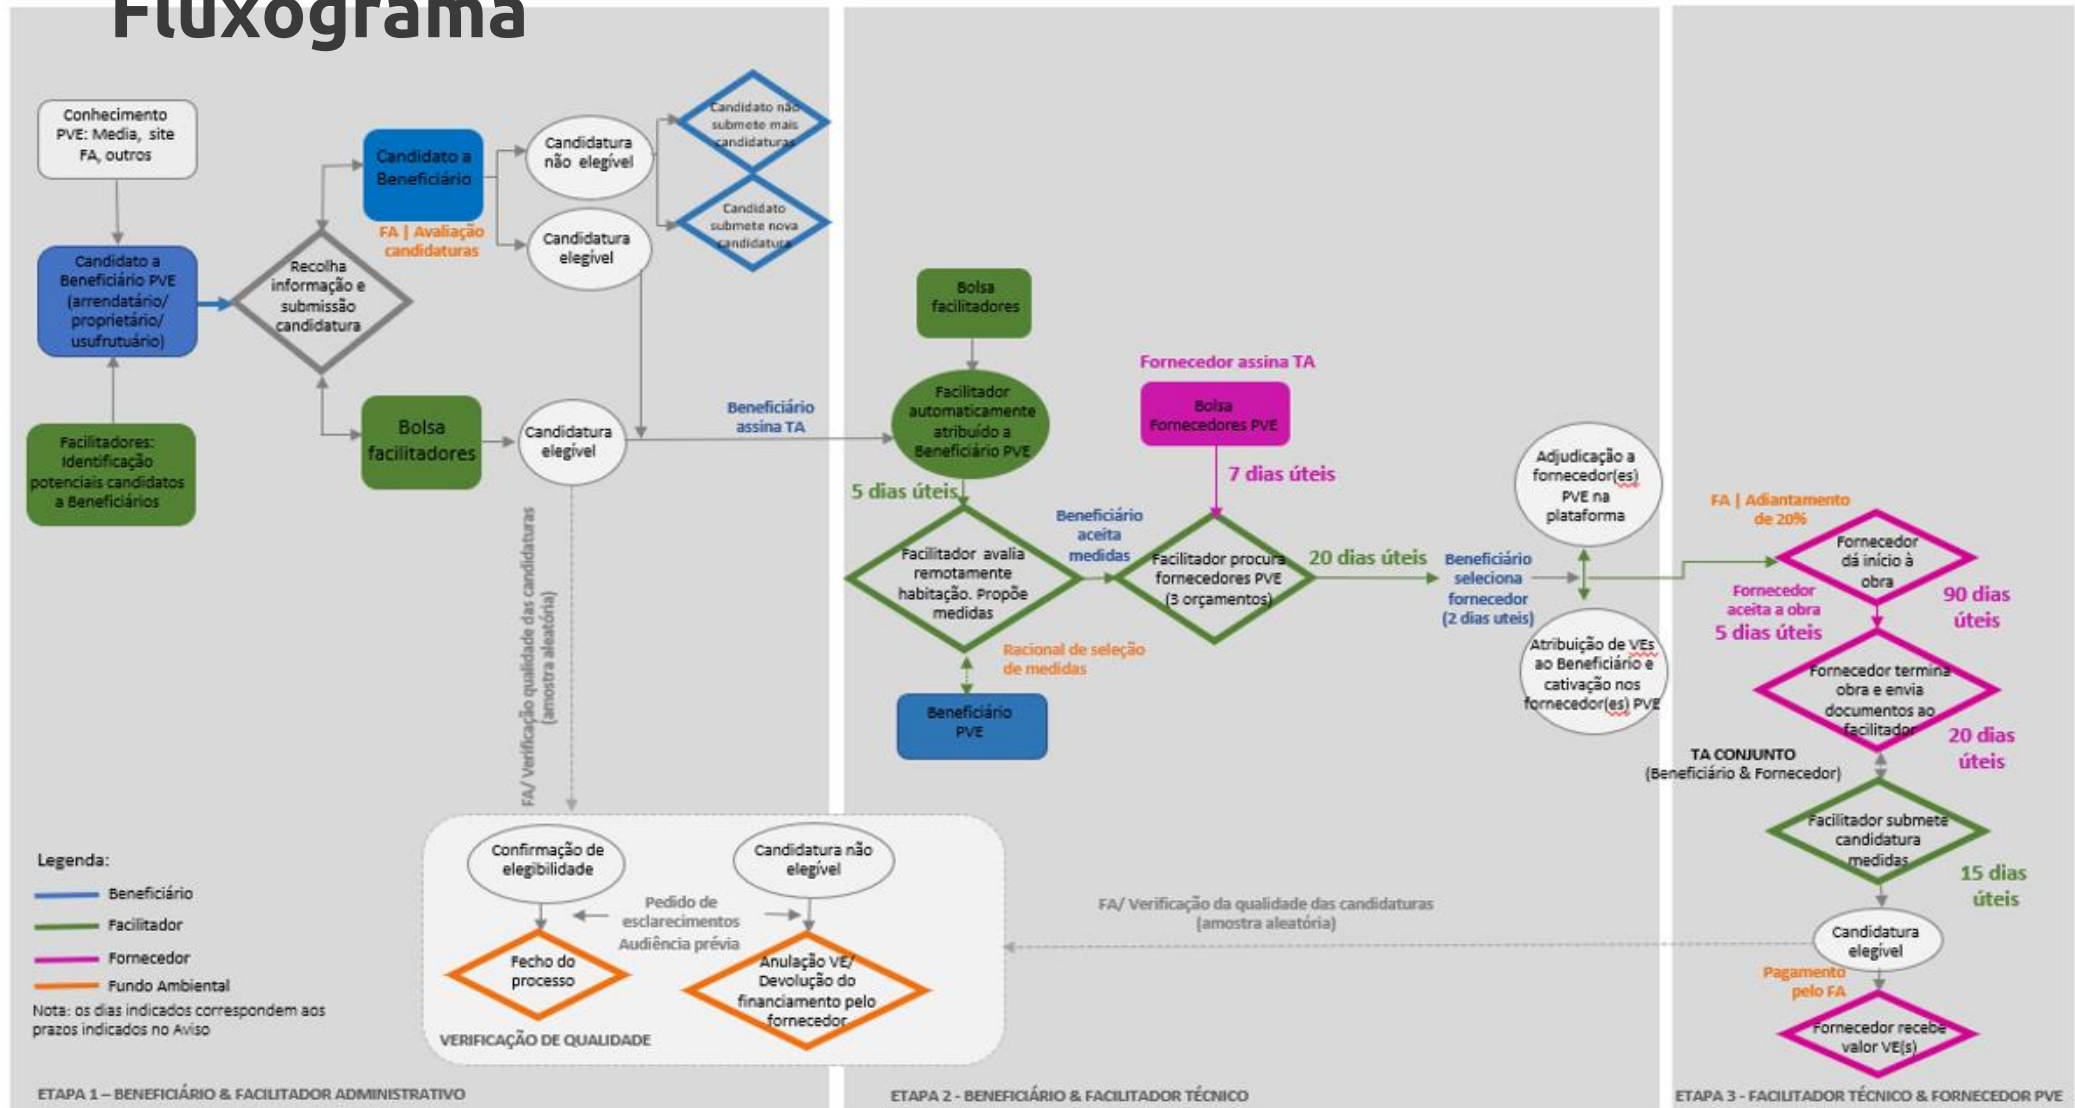 Fluxograma
Conhecimento
PVE: Media, site
FA, outros
Candidato a
Beneficiário PVE
(arrendatário/
proprietário/
usufrutuário)
Facilitadores:
Identificação
potenciais candidatos
a Beneficiários
Recolha
informação e
submissão
candidatura
Candidato a
Beneficiário
FA | Avaliação
candidaturas
Candidatura
não elegível
Candidatura
elegível
Candidato não
submete mais
candidaturas
Candidato
submete nova
candidatura
Bolsa
facilitadores
Candidatura
elegível
Beneficiário
assina TA
FA/ Verificação qualidade das candidaturas
(amostra aleatória)
Legenda:
Beneficiário
Facilitador
Fornecedor
Fundo Ambiental
Nota: os dias indicados correspondem aos
prazos indicados no Aviso
Confirmação de
elegibilidade
Candidatura não
elegível
Pedido de
esclarecimentos
Audiência prévia
Fecho do
processo
Anulação VE/
Devolução do
financiamento pelo
fornecedor
VERIFICAÇÃO DE QUALIDADE
ETAPA 1 – BENEFICIÁRIO & FACILITADOR ADMINISTRATIVO
Bolsa
facilitadores
Facilitador
automaticamente
atribuído a
Beneficiário PVE
5 dias úteis
Facilitador avalia
remotamente
habitação. Propõe
medidas
Racional de seleção
de medidas
Beneficiário
PVE
Beneficiário
aceita
medidas
Fornecedor assina TA
Bolsa
Fornecedores PVE
7 dias úteis
Facilitador procura
fornecedores PVE
(3 orçamentos)
20 dias úteis
Beneficiário
seleciona
fornecedor
(2 dias uteis)
Adjudicação a
fornecedor(es)
PVE na
plataforma
Atribuição de VEs
ao Beneficiário e
cativação nos
fornecedor(es) PVE
FA/ Verificação da qualidade das candidaturas
(amostra aleatória)
ETAPA 2 - BENEFICIÁRIO & FACILITADOR TÉCNICO
FA | Adiantamento
de 20%
Fornecedor
dá início à
obra
Fornecedor
aceita a obra
5 dias úteis
90 dias
úteis
Fornecedor termina
obra e envia
documentos ao
facilitador
20 dias
úteis
TA CONJUNTO
(Beneficiário & Fornecedor)
Facilitador submete
candidatura
medidas
15 dias
úteis
Candidatura
elegível
Pagamento
pelo FA
Fornecedor recebe
valor VE(s)
ETAPA 3 - FACILITADOR TÉCNICO & FORNECEDOR PVE